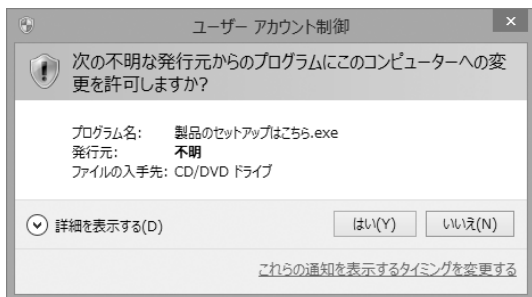 ユーザー アカウント制御
次の不明な発行元からのプログラムにこのコンピューターへの変
更を許可しますか?
プログラム名: 製品のセットアップはこちら.exe
発行元: 不明
ファイルの入手先: CD/DVD ドライブ
詳細を表示する(D)
はい(Y)
いいえ(N)
これらの通知を表示するタイミングを変更する